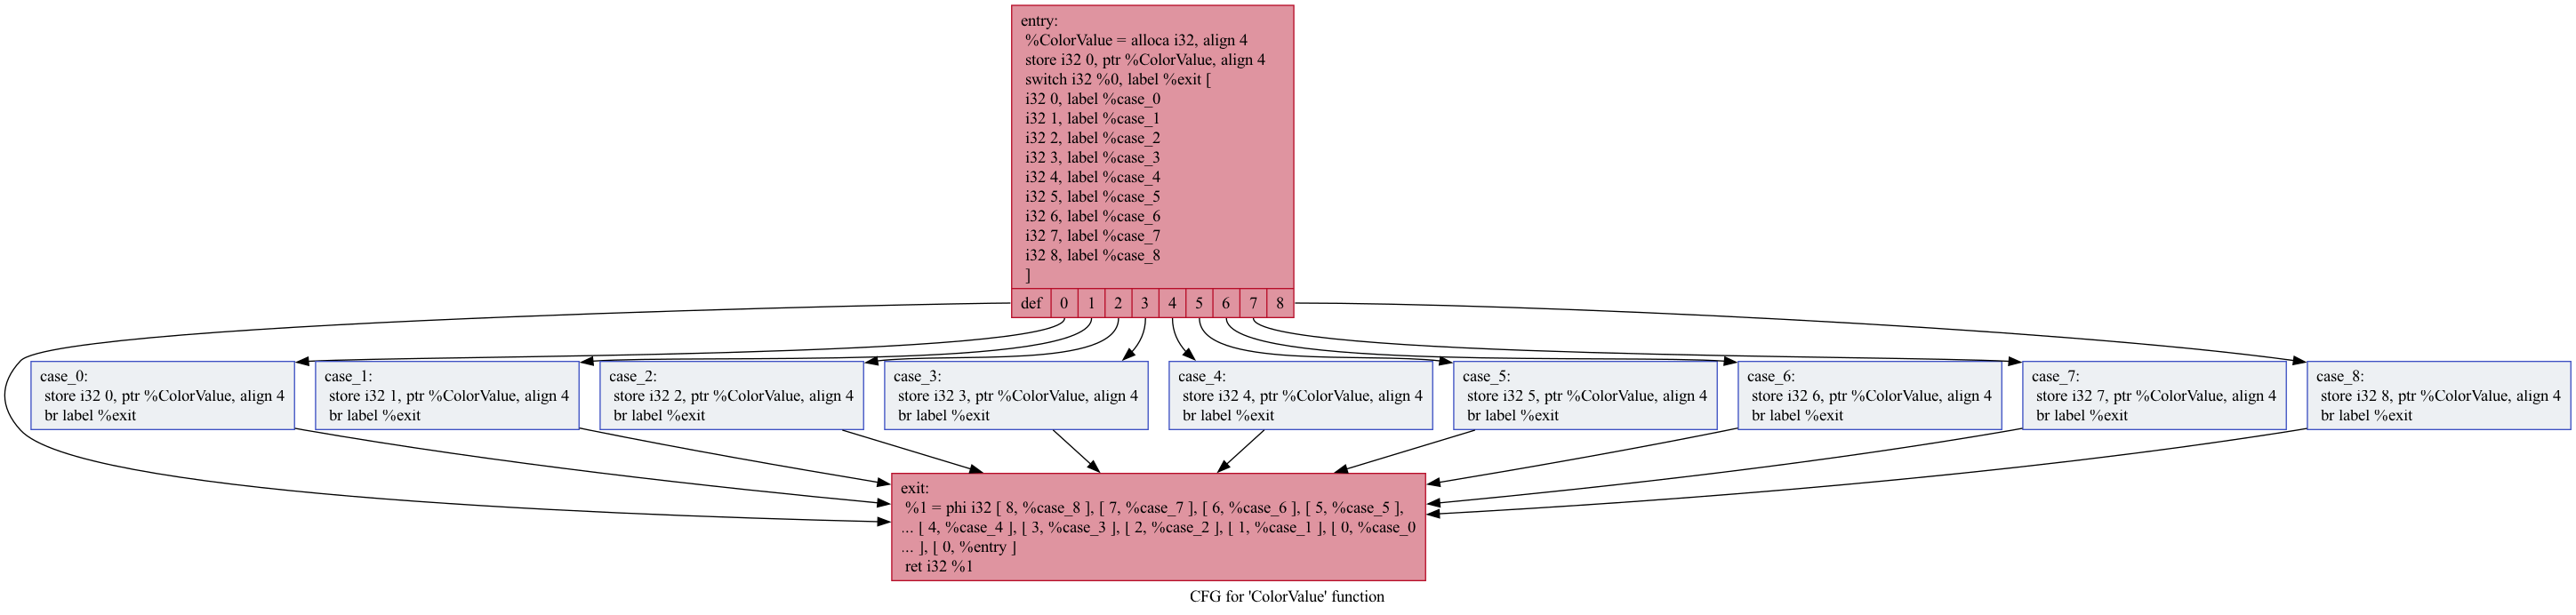 entry:
%ColorValue = alloca i32, align 4
store i32 0, ptr %ColorValue, align 4
switch i32 %0, label %exit [
i32 0, label %case_0
i32 1, label %case_1
i32 2, label %case_2
i32 3, label %case_3
i32 4, label %case_4
i32 5, label %case_5
i32 6, label %case_6
i32 7, label %case_7
i32 8, label %case_8
]
def 0 1 2 3 4 5 6 7 8
case_0:
store i32 0, ptr %ColorValue, align 4
br label %exit
case_1:
store i32 1, ptr %ColorValue, align 4
br label %exit
case_2:
store i32 2, ptr %ColorValue, align 4
br label %exit
case_3:
store i32 3, ptr %ColorValue, align 4
br label %exit
case_4:
store i32 4, ptr %ColorValue, align 4
br label %exit
case_5:
store i32 5, ptr %ColorValue, align 4
br label %exit
case_6:
store i32 6, ptr %ColorValue, align 4
br label %exit
case_7:
store i32 7, ptr %ColorValue, align 4
br label %exit
case_8:
store i32 8, ptr %ColorValue, align 4
br label %exit
exit:
%1 = phi i32 [ 8, %case_8 ], [ 7, %case_7 ], [ 6, %case_6 ], [ 5, %case_5 ],
... [ 4, %case_4 ], [ 3, %case_3 ], [ 2, %case_2 ], [ 1, %case_1 ], [ 0, %case_0
... ], [ 0, %entry ]
ret i32 %1
CFG for 'ColorValue' function